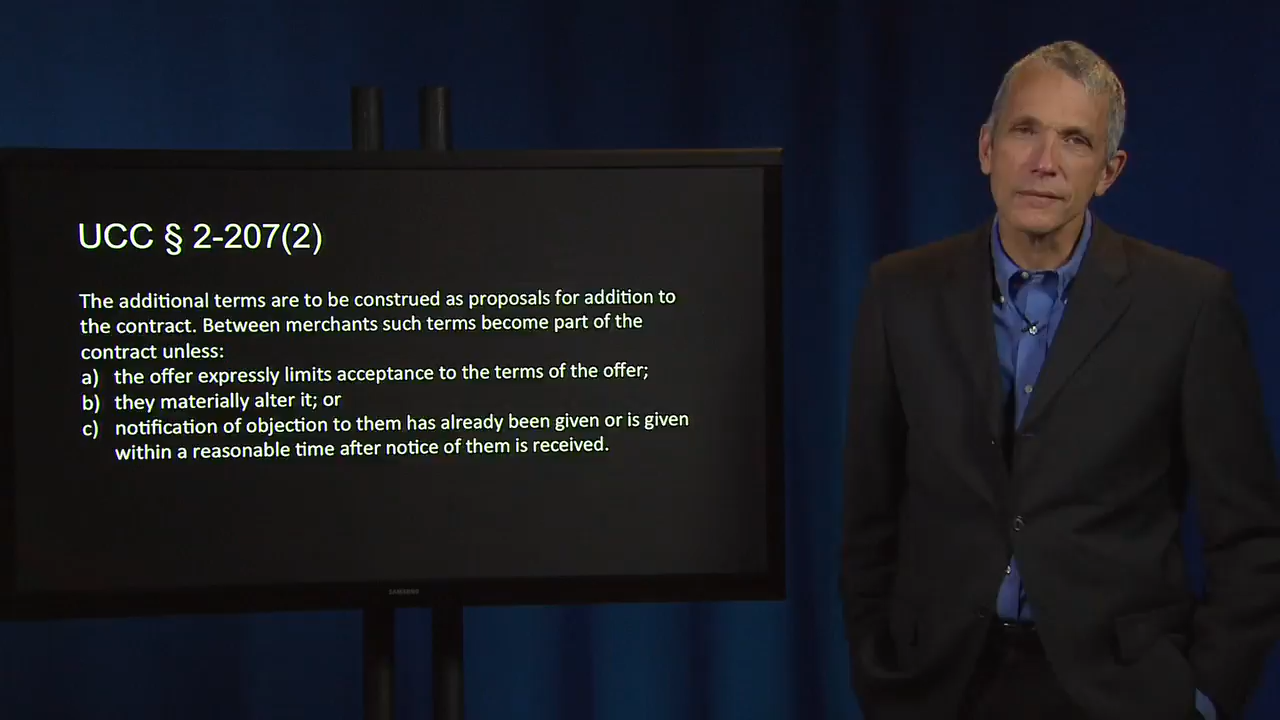 UCC § 2-207(2)
The additional terms are to be construed as proposals for addition to
the contract. Between merchants such terms become part of the
contract unless:
a) the offer expressly limits acceptance to the terms of the offer;
b) they materially alter it; or
c) notification of objection to them has already been given or is given
within a reasonable time after notice of them is received.
SAMSUNG